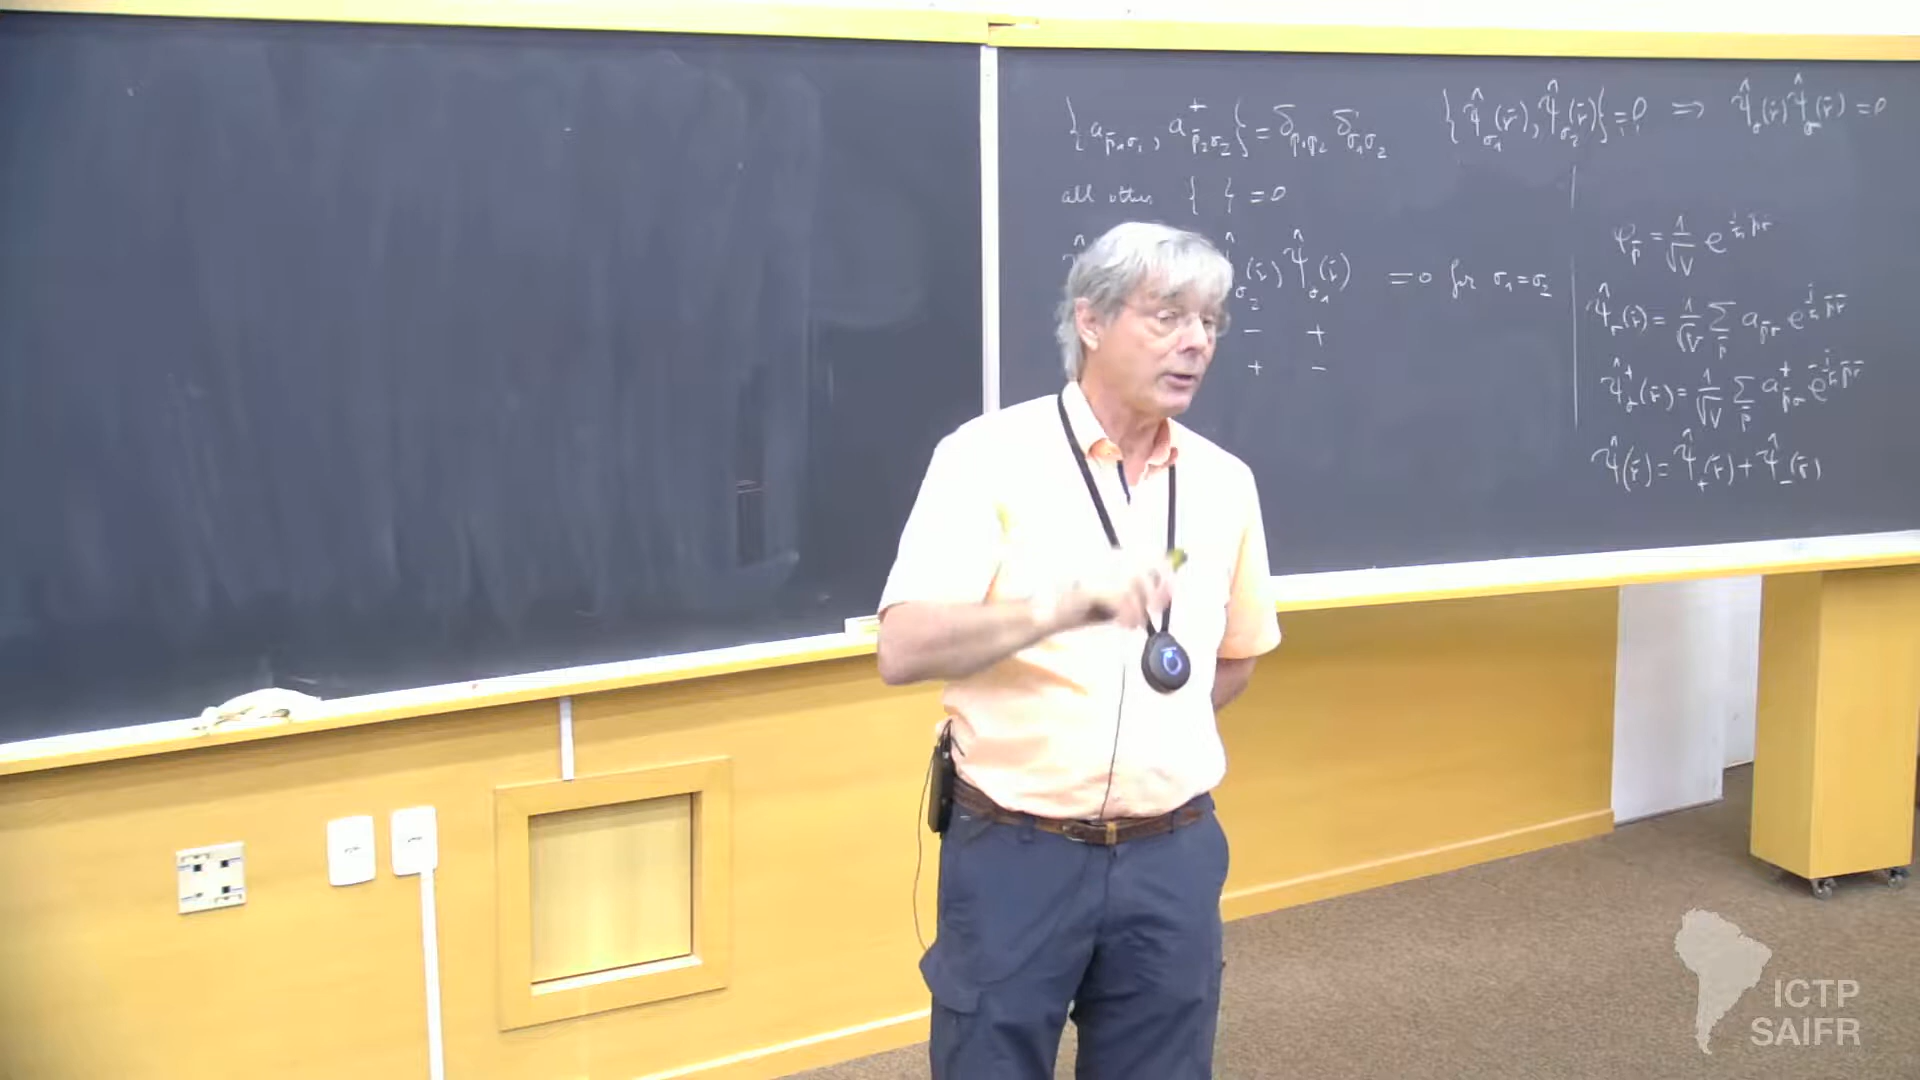 {a_{p̄₁σ₁}, a⁺_{p̄₂σ₂}} = δ_{p₁p₂} δ_{σ₁σ₂}
{Ψ̂_{σ₁}(r̄), Ψ̂_{σ₂}(r̄)} = 0 ⇒ Ψ̂_σ(r̄)Ψ̂_σ(r̄) = 0
all other { } = 0
σ₂(r̄) Ψ̂_{σ₁}(r̄) = 0 for σ₁=σ₂
- +
+ -
φ_p̄ = 1/√V e^{i/ħ p̄r̄}
Ψ̂_σ(r̄) = 1/√V Σ_p̄ a_{p̄σ} e^{i/ħ p̄r̄}
Ψ̂⁺_σ(r̄) = 1/√V Σ_p̄ a⁺_{p̄σ} e^{-i/ħ p̄r̄}
Ψ̂(r̄) = Ψ̂₊(r̄) + Ψ̂₋(r̄)
ICTP
SAIFR